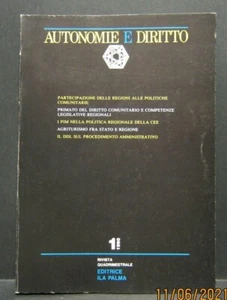 AUTONOMIE E DIRITTO
PARTECIPAZIONE DELLE REGIONI ALLE POLITICHE
COMUNITARIE
PRIMATO DEL DIRITTO COMUNITARIO E COMPETENZE
LEGISLATIVE REGIONALI
I PIM NELLA POLITICA REGIONALE DELLA CEE
AGRITURISMO FRA STATO E REGIONE
IL DDL SUL PROCEDIMENTO AMMINISTRATIVO
1
RIVISTA
QUADRIMESTRALE
EDITRICE
ILA PALMA
11/06/2021